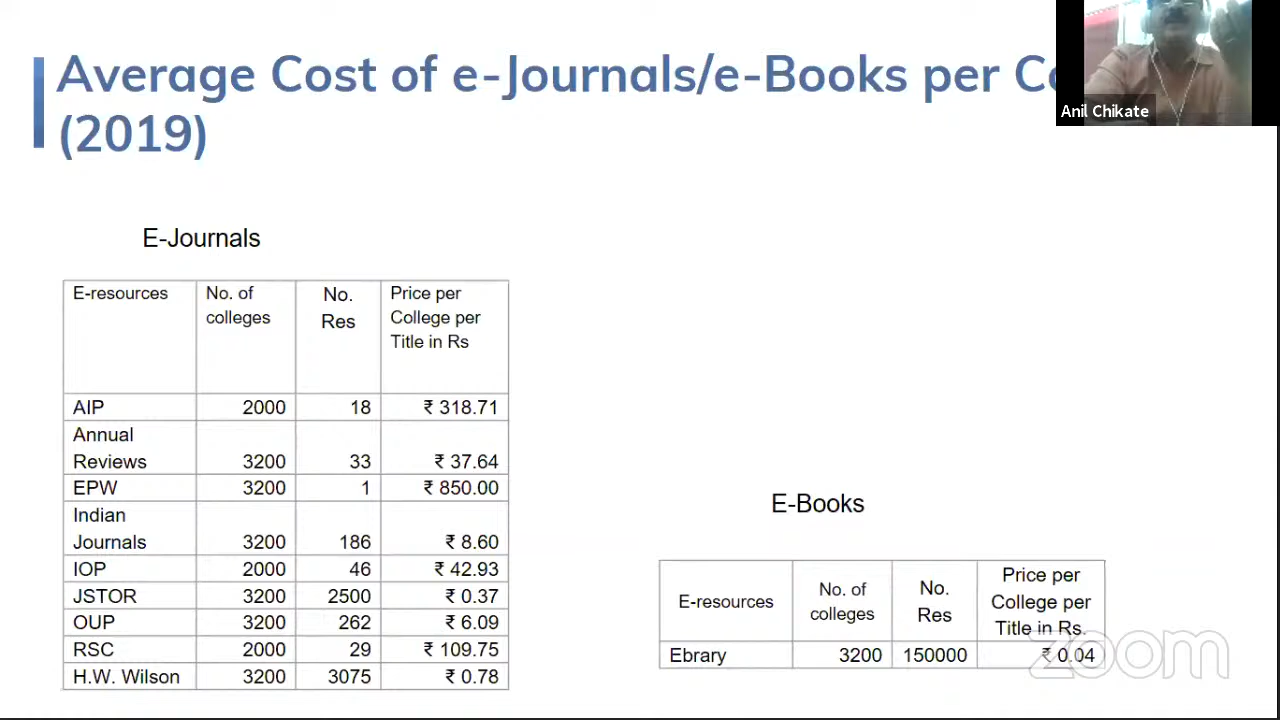 Average Cost of e-Journals/e-Books per
(2019)
Anil Chikate
E-Journals
E-resources No. of colleges No. Res Price per College per Title in Rs
AIP 2000 18 ₹ 318.71
Annual Reviews 3200 33 ₹ 37.64
EPW 3200 1 ₹ 850.00
Indian Journals 3200 186 ₹ 8.60
IOP 2000 46 ₹ 42.93
JSTOR 3200 2500 ₹ 0.37
OUP 3200 262 ₹ 6.09
RSC 2000 29 ₹ 109.75
H.W. Wilson 3200 3075 ₹ 0.78
E-Books
E-resources No. of colleges No. Res Price per College per Title in Rs.
Ebrary 3200 150000 ₹ 0.04
zoom